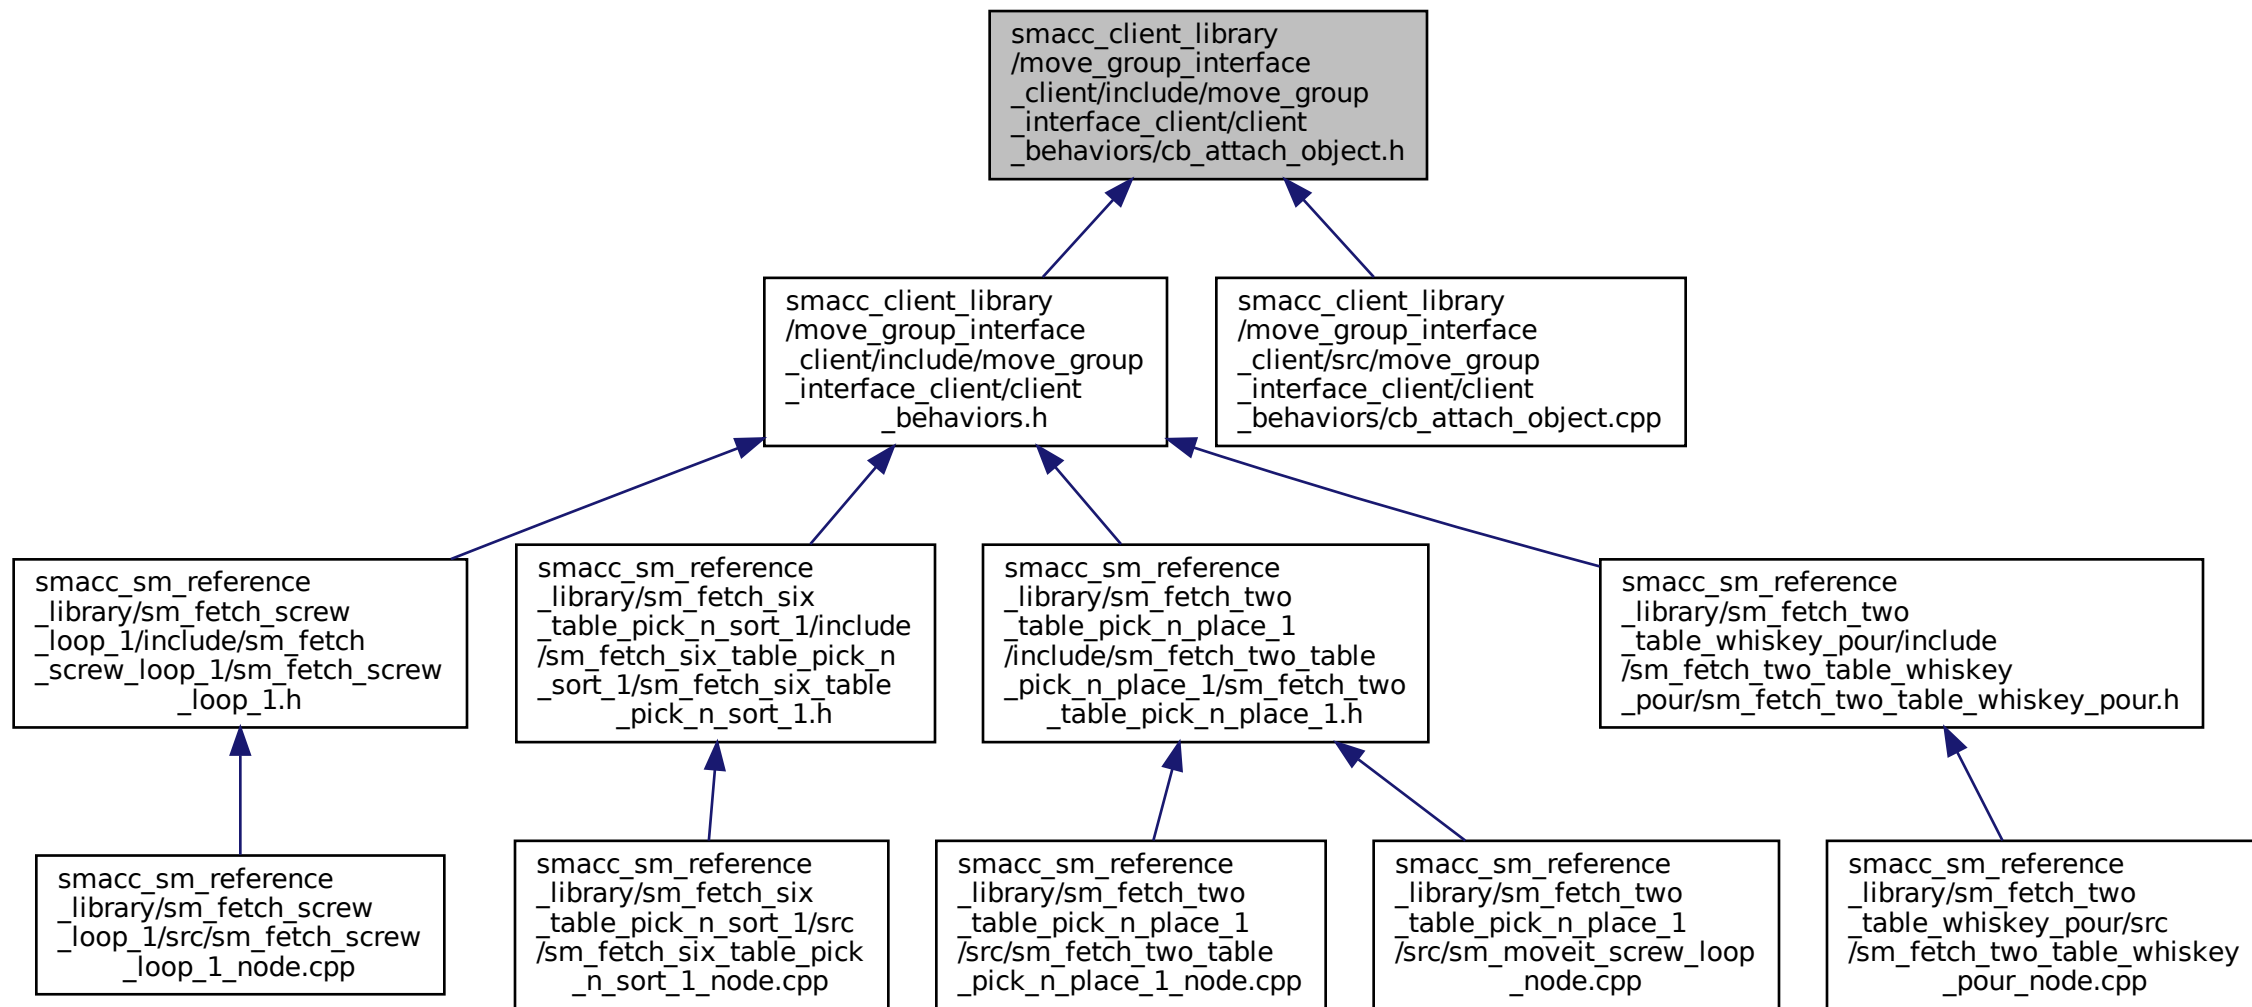 smacc_client_library
/move_group_interface
_client/include/move_group
_interface_client/client
_behaviors/cb_attach_object.h
smacc_client_library
/move_group_interface
_client/include/move_group
_interface_client/client
_behaviors.h
smacc_client_library
/move_group_interface
_client/src/move_group
_interface_client/client
_behaviors/cb_attach_object.cpp
smacc_sm_reference
_library/sm_fetch_screw
_loop_1/include/sm_fetch
_screw_loop_1/sm_fetch_screw
_loop_1.h
smacc_sm_reference
_library/sm_fetch_six
_table_pick_n_sort_1/include
/sm_fetch_six_table_pick_n
_sort_1/sm_fetch_six_table
_pick_n_sort_1.h
smacc_sm_reference
_library/sm_fetch_two
_table_pick_n_place_1
/include/sm_fetch_two_table
_pick_n_place_1/sm_fetch_two
_table_pick_n_place_1.h
smacc_sm_reference
_library/sm_fetch_two
_table_whiskey_pour/include
/sm_fetch_two_table_whiskey
_pour/sm_fetch_two_table_whiskey_pour.h
smacc_sm_reference
_library/sm_fetch_screw
_loop_1/src/sm_fetch_screw
_loop_1_node.cpp
smacc_sm_reference
_library/sm_fetch_six
_table_pick_n_sort_1/src
/sm_fetch_six_table_pick
_n_sort_1_node.cpp
smacc_sm_reference
_library/sm_fetch_two
_table_pick_n_place_1
/src/sm_fetch_two_table
_pick_n_place_1_node.cpp
smacc_sm_reference
_library/sm_fetch_two
_table_pick_n_place_1
/src/sm_moveit_screw_loop
_node.cpp
smacc_sm_reference
_library/sm_fetch_two
_table_whiskey_pour/src
/sm_fetch_two_table_whiskey
_pour_node.cpp